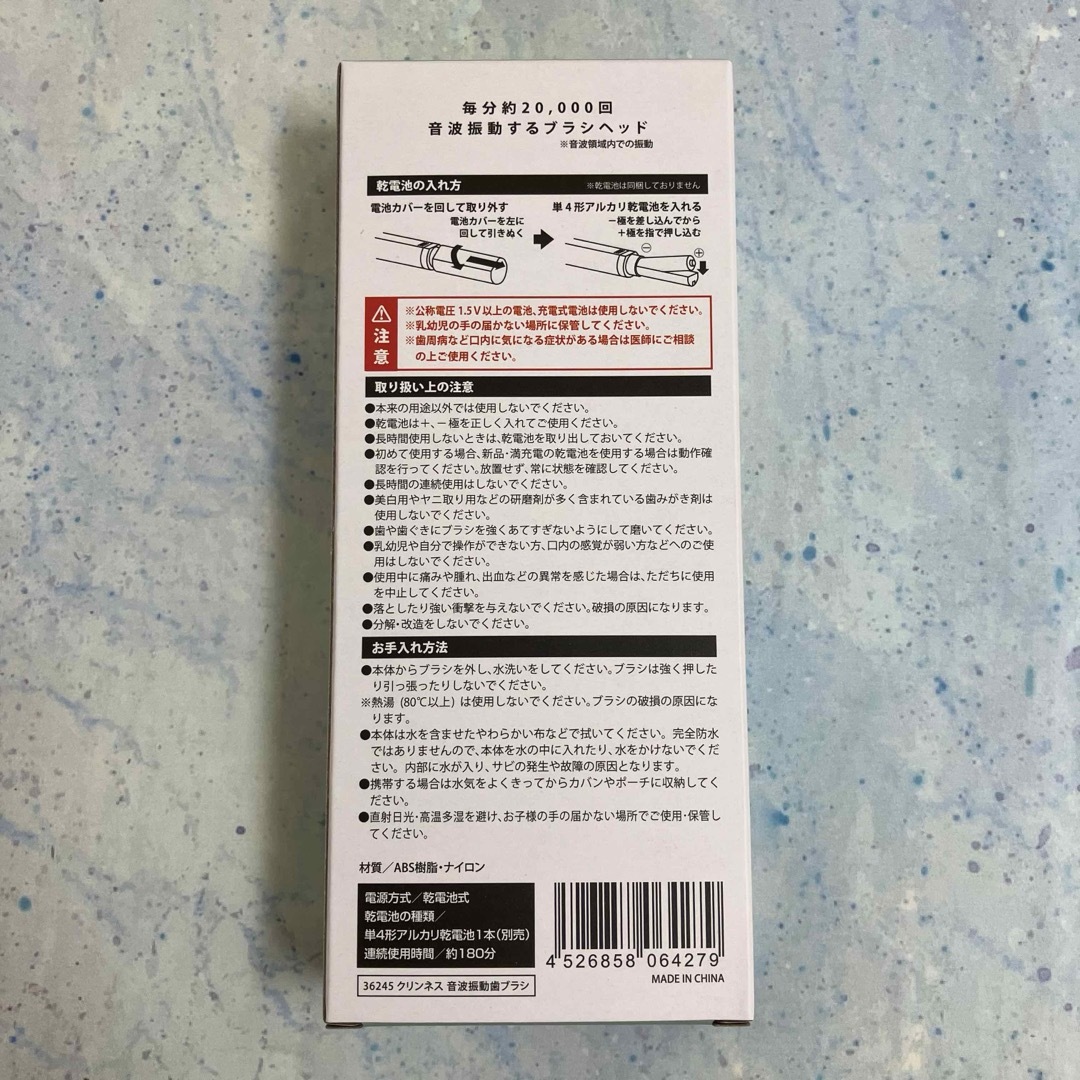 毎分約20,000回
音波振動するブラシヘッド
※音波領域内での振動
乾電池の入れ方 ※乾電池は同梱しておりません
電池カバーを回して取り外す
電池カバーを左に
回して引きぬく
単4形アルカリ乾電池を入れる
－極を差し込んでから
＋極を指で押し込む
⊖
⊕
注意
※公称電圧1.5V以上の電池、充電式電池は使用しないでください。
※乳幼児の手の届かない場所に保管してください。
※歯周病など口内に気になる症状がある場合は医師にご相談
の上ご使用ください。
取り扱い上の注意
●本来の用途以外では使用しないでください。
●乾電池は＋、－極を正しく入れてご使用ください。
●長時間使用しないときは、乾電池を取り出しておいてください。
●初めて使用する場合、新品・満充電の乾電池を使用する場合は動作確
認を行ってください。放置せず、常に状態を確認してください。
●長時間の連続使用はしないでください。
●美白用やヤニ取り用などの研磨剤が多く含まれている歯みがき剤は
使用しないでください。
●歯や歯ぐきにブラシを強くあてすぎないようにして磨いてください。
●乳幼児や自分で操作ができない方、口内の感覚が弱い方などへのご使
用はしないでください。
●使用中に痛みや腫れ、出血などの異常を感じた場合は、ただちに使用
を中止してください。
●落としたり強い衝撃を与えないでください。破損の原因になります。
●分解・改造をしないでください。
お手入れ方法
●本体からブラシを外し、水洗いをしてください。ブラシは強く押した
り引っ張ったりしないでください。
※熱湯（80℃以上）は使用しないでください。ブラシの破損の原因にな
ります。
●本体は水を含ませたやわらかい布などで拭いてください。完全防水
ではありませんので、本体を水の中に入れたり、水をかけないでくだ
さい。内部に水が入り、サビの発生や故障の原因となります。
●携帯する場合は水気をよくきってからカバンやポーチに収納してく
ださい。
●直射日光・高温多湿を避け、お子様の手の届かない場所でご使用・保管し
てください。
材質／ABS樹脂・ナイロン
電源方式／乾電池式
乾電池の種類／
単4形アルカリ乾電池1本（別売）
連続使用時間／約180分
36245 クリンネス 音波振動歯ブラシ
4 526858 064279
MADE IN CHINA